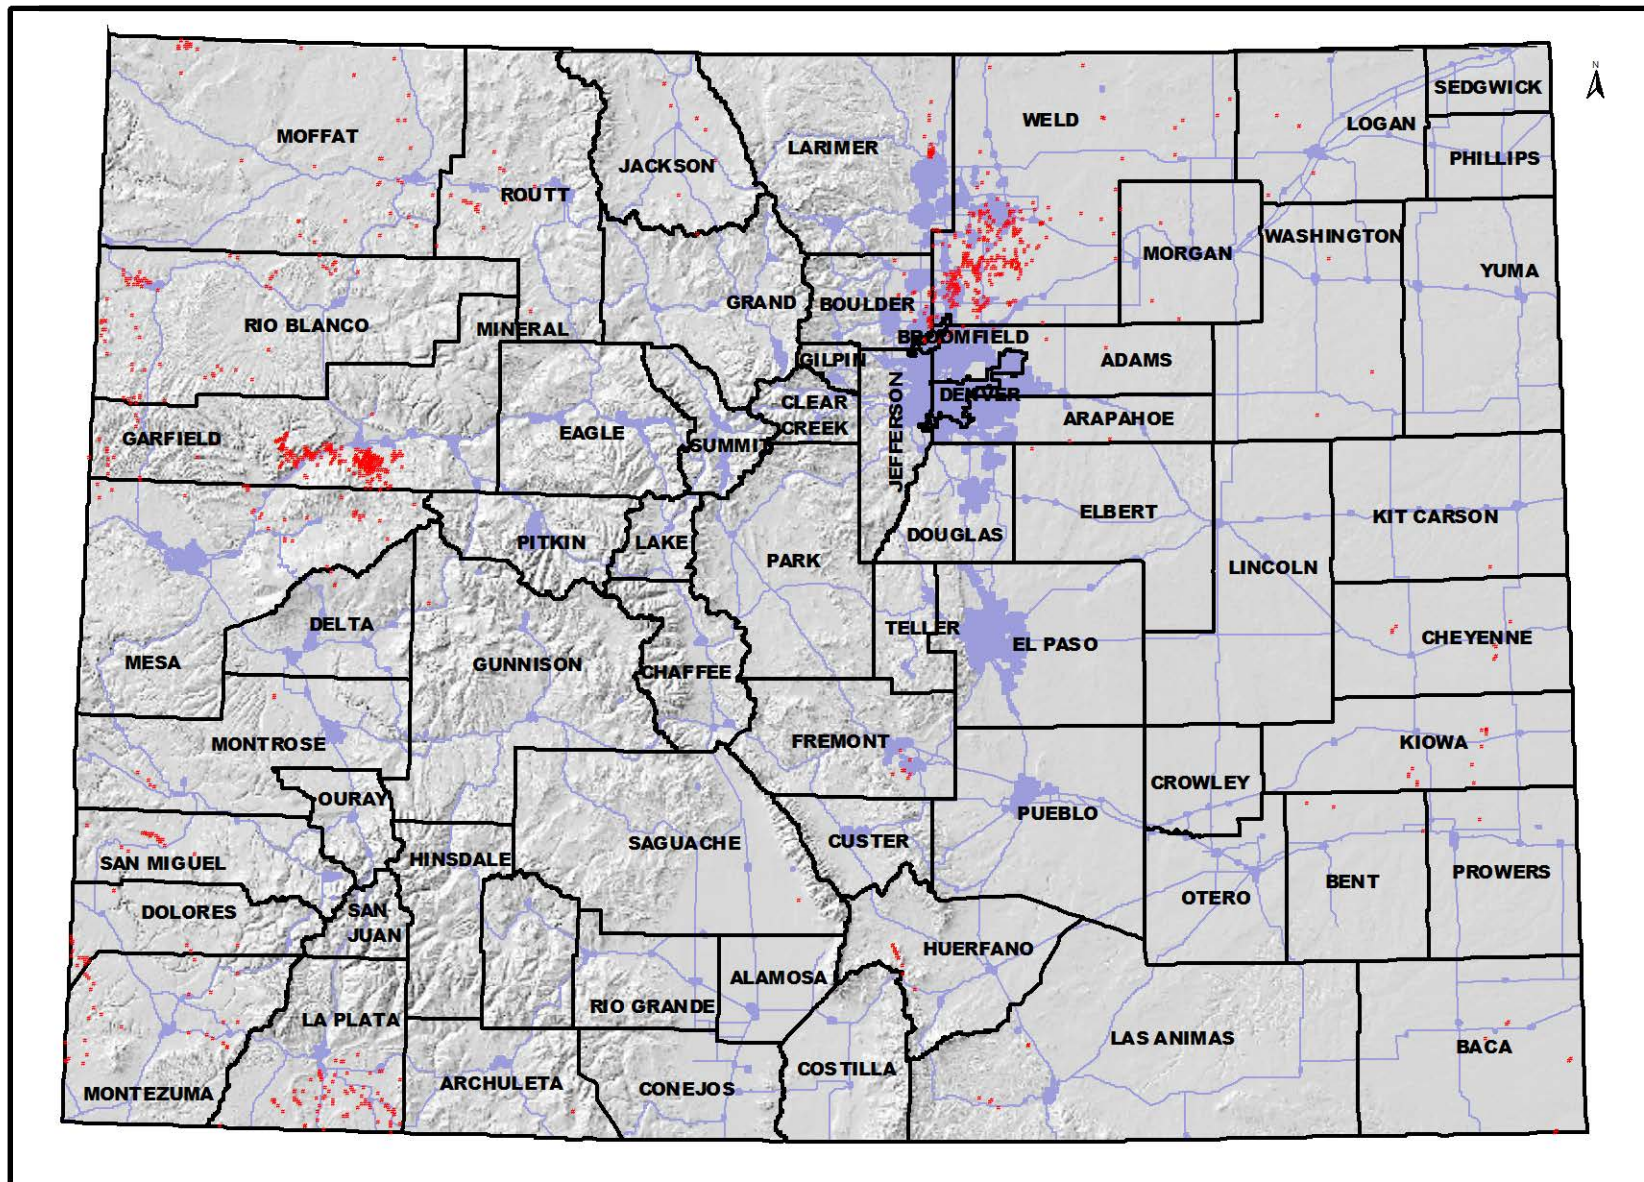 N
SEDGWICK
WELD
LOGAN
MOFFAT
LARIMER
PHILLIPS
JACKSON
ROUTT
WASHINGTON
MORGAN
YUMA
GRAND
BOULDER
RIO BLANCO
MINERAL
BROOMFIELD
GILPIN
ADAMS
DENVER
CLEAR
CREEK
ARAPAHOE
JEFFERSON
GARFIELD
EAGLE
SUMMIT
ELBERT
KIT CARSON
DOUGLAS
PITKIN
LAKE
PARK
LINCOLN
DELTA
TELLER
CHEYENNE
EL PASO
MESA
GUNNISON
CHAFFEE
MONTROSE
FREMONT
KIOWA
CROWLEY
OURAY
PUEBLO
CUSTER
SAGUACHE
HINSDALE
SAN MIGUEL
PROWERS
BENT
OTERO
DOLORES
SAN
JUAN
HUERFANO
ALAMOSA
RIO GRANDE
LA PLATA
LAS ANIMAS
BACA
COSTILLA
ARCHULETA
CONEJOS
MONTEZUMA